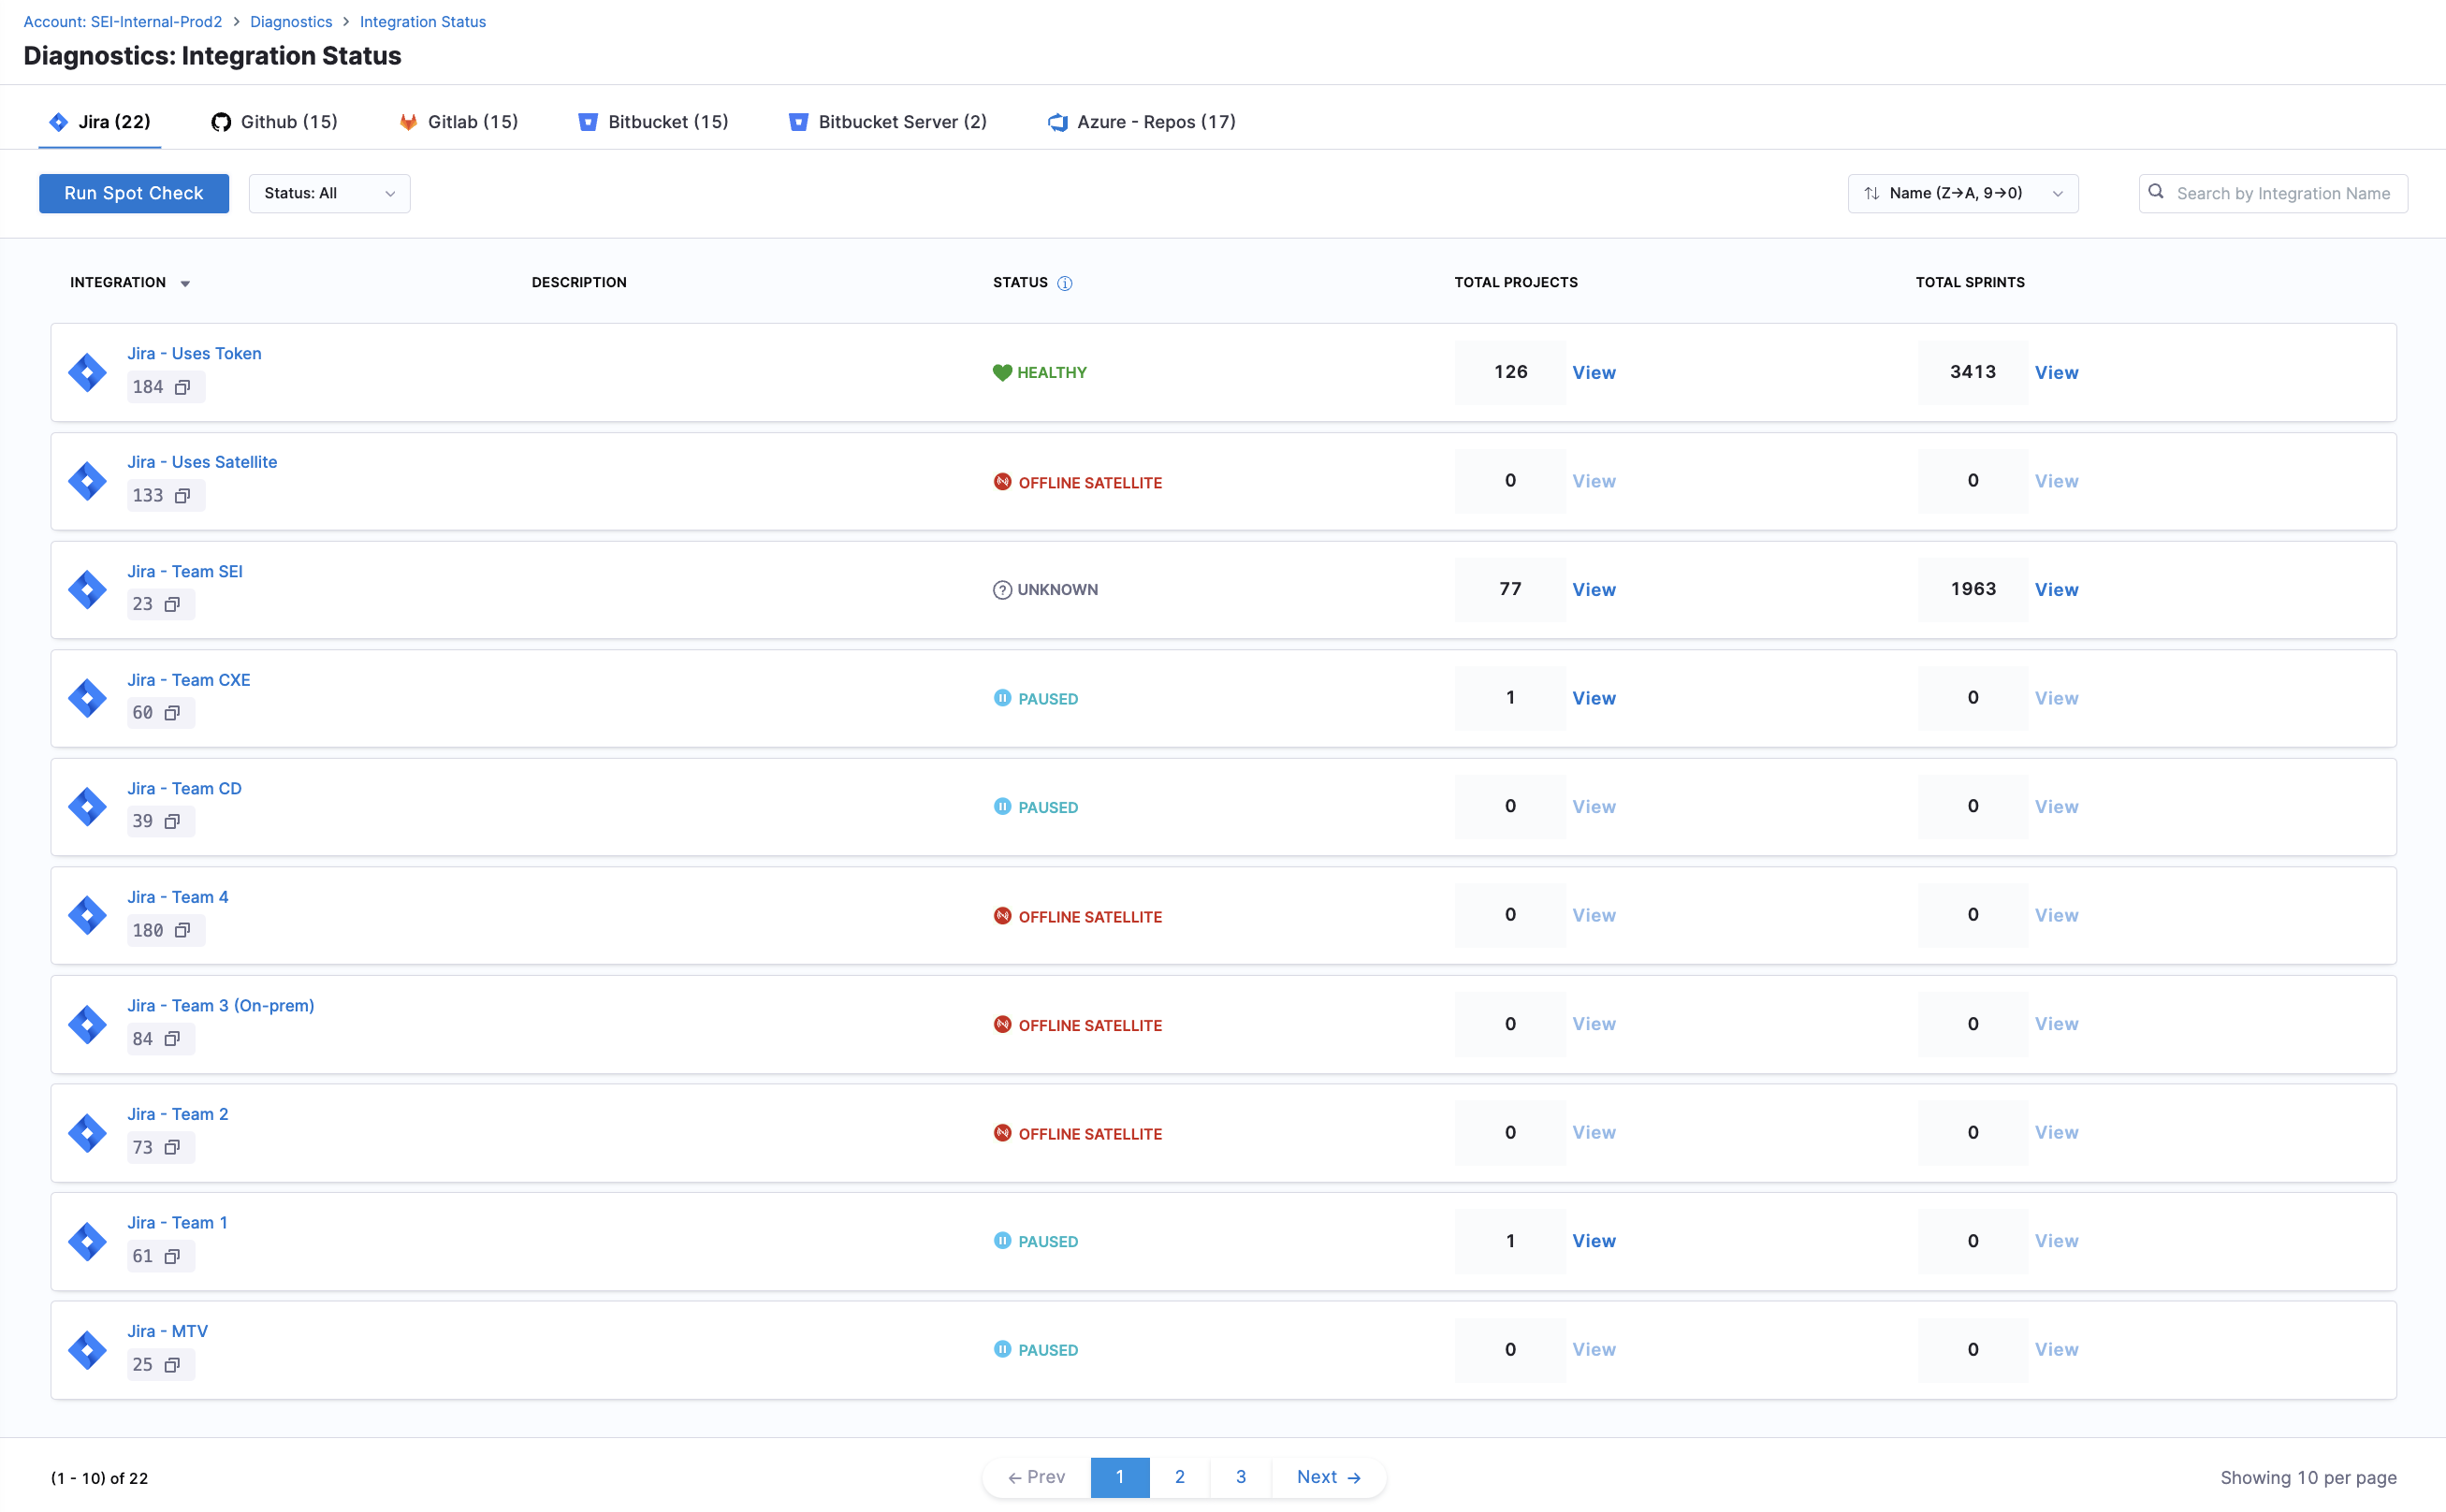 Account: SEI-Internal-Prod2 > Diagnostics > Integration Status
Diagnostics: Integration Status
Jira (22) Github (15) Gitlab (15) Bitbucket (15) Bitbucket Server (2) Azure - Repos (17)
Run Spot Check Status: All Name (Z→A, 9→0) Search by Integration Name
INTEGRATION DESCRIPTION STATUS TOTAL PROJECTS TOTAL SPRINTS
Jira - Uses Token
184
HEALTHY 126 View 3413 View
Jira - Uses Satellite
133
OFFLINE SATELLITE 0 View 0 View
Jira - Team SEI
23
UNKNOWN 77 View 1963 View
Jira - Team CXE
60
PAUSED 1 View 0 View
Jira - Team CD
39
PAUSED 0 View 0 View
Jira - Team 4
180
OFFLINE SATELLITE 0 View 0 View
Jira - Team 3 (On-prem)
84
OFFLINE SATELLITE 0 View 0 View
Jira - Team 2
73
OFFLINE SATELLITE 0 View 0 View
Jira - Team 1
61
PAUSED 1 View 0 View
Jira - MTV
25
PAUSED 0 View 0 View
(1 - 10) of 22 ← Prev 1 2 3 Next → Showing 10 per page